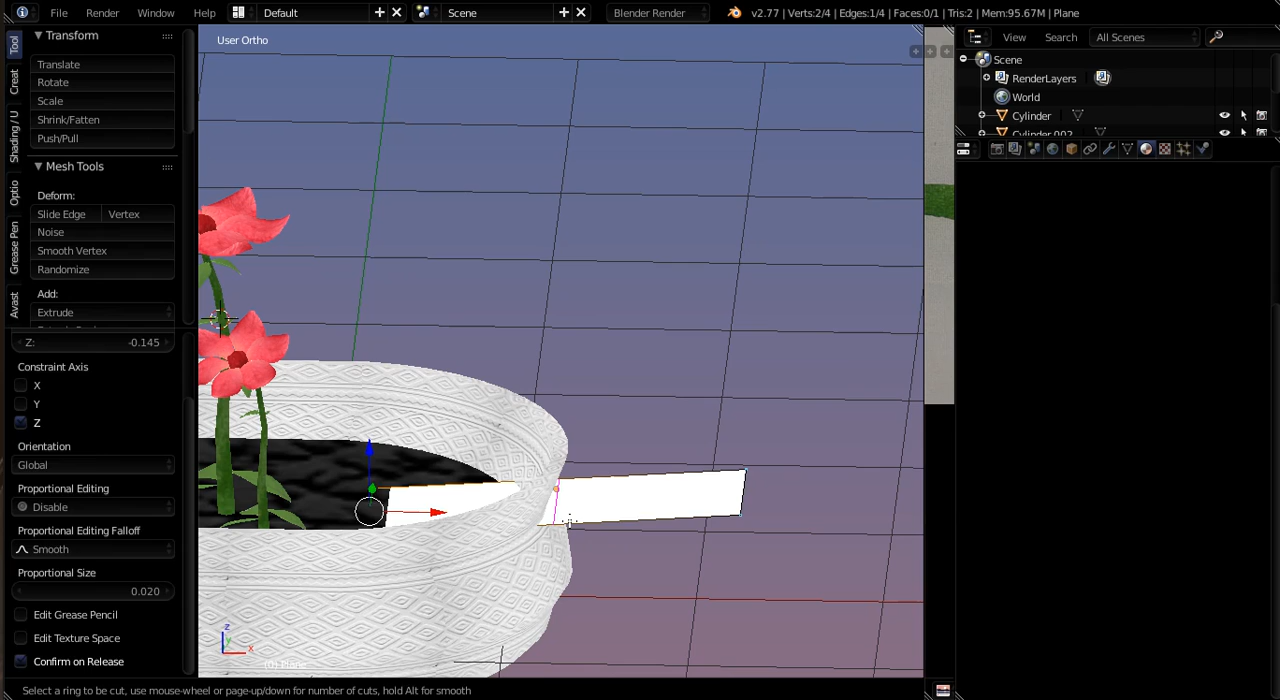 File Render Window Help Default Scene Blender Render v2.77 | Verts:2/4 | Edges:1/4 | Faces:0/1 | Tris:2 | Mem:95.67M | Plane
Transform
Translate
Rotate
Scale
Shrink/Fatten
Push/Pull
Mesh Tools
Deform:
Slide Edge Vertex
Noise
Smooth Vertex
Randomize
Add:
Extrude
Z: -0.145
Constraint Axis
X
Y
Z
Orientation
Global
Proportional Editing
Disable
Proportional Editing Falloff
Smooth
Proportional Size
0.020
Edit Grease Pencil
Edit Texture Space
Confirm on Release
Tool
Creat
Shading / U
Optio
Grease Pen
Avast
User Ortho
z
y
x
(0) Plane
View Search All Scenes
Scene
RenderLayers
World
Cylinder
Cylinder.002
Select a ring to be cut, use mouse-wheel or page-up/down for number of cuts, hold Alt for smooth